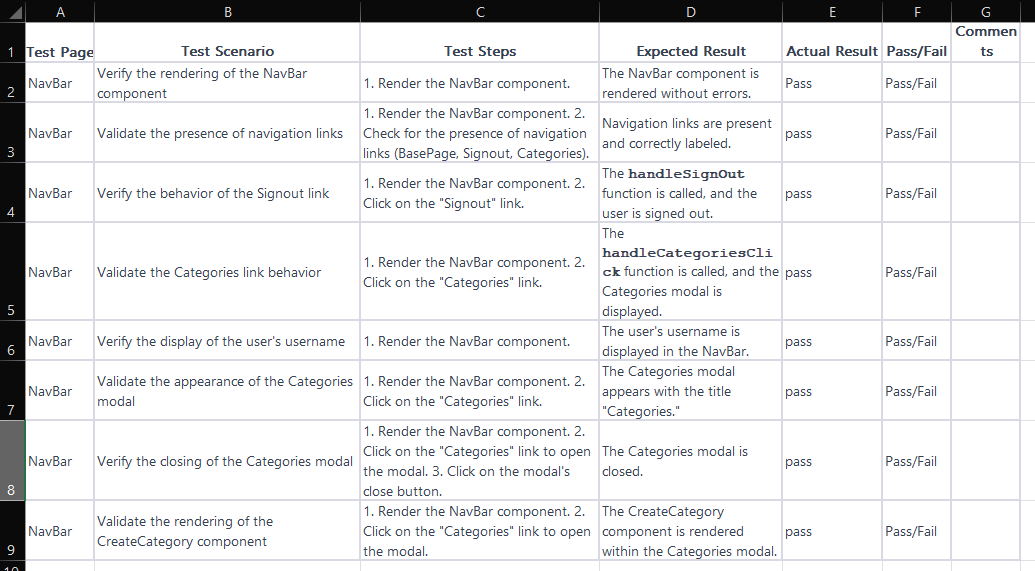 A B C D E F G
1 Test Page Test Scenario Test Steps Expected Result Actual Result Pass/Fail Commen
ts
2 NavBar Verify the rendering of the NavBar
component
1. Render the NavBar component.
The NavBar component is
rendered without errors.
Pass Pass/Fail
3 NavBar Validate the presence of navigation links
1. Render the NavBar component. 2.
Check for the presence of navigation
links (BasePage, Signout, Categories).
Navigation links are present
and correctly labeled.
pass Pass/Fail
4 NavBar Verify the behavior of the Signout link
1. Render the NavBar component. 2.
Click on the "Signout" link.
The handleSignOut
function is called, and the
user is signed out.
pass Pass/Fail
5 NavBar Validate the Categories link behavior
1. Render the NavBar component. 2.
Click on the "Categories" link.
The
handleCategoriesCli
ck function is called, and the
Categories modal is
displayed.
pass Pass/Fail
6 NavBar Verify the display of the user's username
1. Render the NavBar component.
The user's username is
displayed in the NavBar.
pass Pass/Fail
7 NavBar Validate the appearance of the Categories
modal
1. Render the NavBar component. 2.
Click on the "Categories" link.
The Categories modal
appears with the title
"Categories."
pass Pass/Fail
8 NavBar Verify the closing of the Categories modal
1. Render the NavBar component. 2.
Click on the "Categories" link to open
the modal. 3. Click on the modal's
close button.
The Categories modal is
closed.
pass Pass/Fail
9 NavBar Validate the rendering of the
CreateCategory component
1. Render the NavBar component. 2.
Click on the "Categories" link to open
the modal.
The CreateCategory
component is rendered
within the Categories modal.
pass Pass/Fail
10